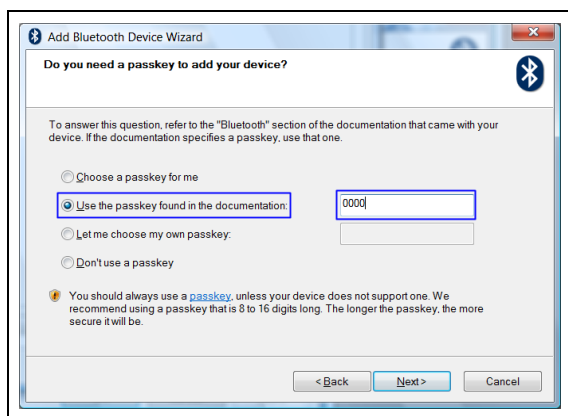 Add Bluetooth Device Wizard
Do you need a passkey to add your device?
To answer this question, refer to the "Bluetooth" section of the documentation that came with your
device. If the documentation specifies a passkey, use that one.
Choose a passkey for me
Use the passkey found in the documentation: 0000
Let me choose my own passkey:
Don't use a passkey
You should always use a passkey, unless your device does not support one. We
recommend using a passkey that is 8 to 16 digits long. The longer the passkey, the more
secure it will be.
< Back Next > Cancel